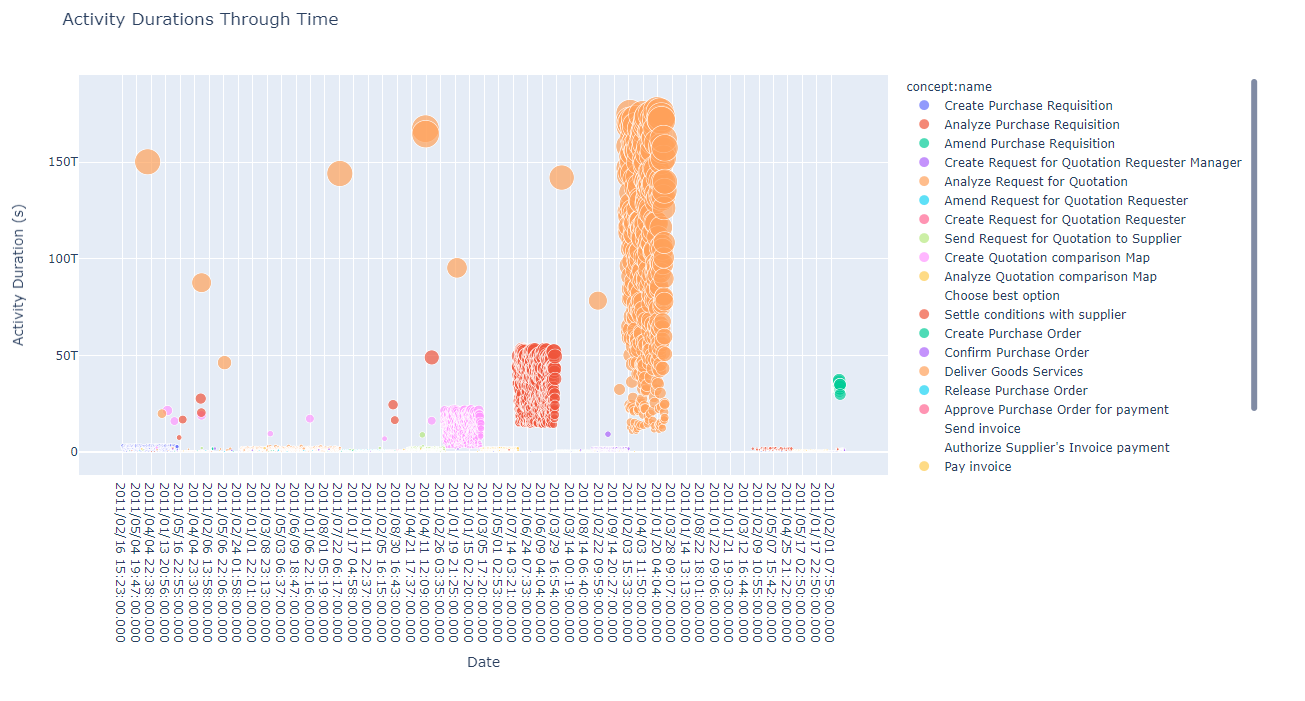 Activity Durations Through Time
Activity Duration (s)
150T
100T
50T
0
2011/02/16 15:23:00.000
2011/05/04 19:47:00.000
2011/04/04 22:38:00.000
2011/01/13 20:56:00.000
2011/05/16 22:55:00.000
2011/04/04 23:30:00.000
2011/02/06 13:58:00.000
2011/05/06 22:06:00.000
2011/02/24 01:58:00.000
2011/01/01 22:01:00.000
2011/03/08 23:13:00.000
2011/05/03 06:37:00.000
2011/06/09 18:47:00.000
2011/01/06 22:16:00.000
2011/08/01 05:19:00.000
2011/07/22 06:17:00.000
2011/01/17 04:58:00.000
2011/01/11 22:37:00.000
2011/02/05 16:15:00.000
2011/08/30 16:43:00.000
2011/04/21 17:37:00.000
2011/04/11 12:09:00.000
2011/02/26 03:35:00.000
2011/01/19 21:25:00.000
2011/01/15 02:20:00.000
2011/03/05 17:20:00.000
2011/05/01 02:53:00.000
2011/07/14 03:21:00.000
2011/06/24 07:33:00.000
2011/06/09 04:04:00.000
2011/03/29 16:54:00.000
2011/03/14 00:19:00.000
2011/08/14 06:40:00.000
2011/02/22 09:59:00.000
2011/09/14 20:27:00.000
2011/02/03 15:33:00.000
2011/04/03 11:50:00.000
2011/01/20 04:04:00.000
2011/03/28 09:07:00.000
2011/01/14 13:13:00.000
2011/08/22 18:01:00.000
2011/01/22 09:06:00.000
2011/01/21 19:03:00.000
2011/03/12 16:44:00.000
2011/02/09 10:55:00.000
2011/05/07 15:42:00.000
2011/04/25 21:22:00.000
2011/05/17 02:50:00.000
2011/01/17 22:50:00.000
2011/02/01 07:59:00.000
Date
concept:name
Create Purchase Requisition
Analyze Purchase Requisition
Amend Purchase Requisition
Create Request for Quotation Requester Manager
Analyze Request for Quotation
Amend Request for Quotation Requester
Create Request for Quotation Requester
Send Request for Quotation to Supplier
Create Quotation comparison Map
Analyze Quotation comparison Map
Choose best option
Settle conditions with supplier
Create Purchase Order
Confirm Purchase Order
Deliver Goods Services
Release Purchase Order
Approve Purchase Order for payment
Send invoice
Authorize Supplier's Invoice payment
Pay invoice